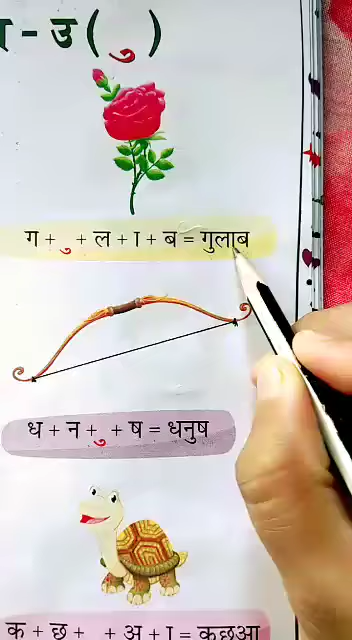 - उ ( ु )
ग + ु + ल + ा + ब = गुलाब
ध + न + ु + ष = धनुष
क + छ + + अ + ा = कछुआ